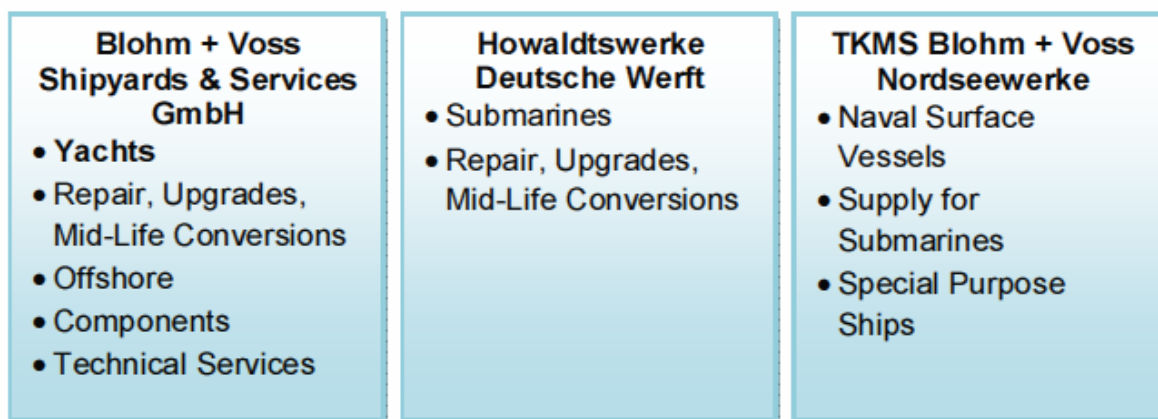 Blohm + Voss
Shipyards & Services
GmbH
• Yachts
• Repair, Upgrades,
Mid-Life Conversions
• Offshore
• Components
• Technical Services
Howaldtswerke
Deutsche Werft
• Submarines
• Repair, Upgrades,
Mid-Life Conversions
TKMS Blohm + Voss
Nordseewerke
• Naval Surface
Vessels
• Supply for
Submarines
• Special Purpose
Ships